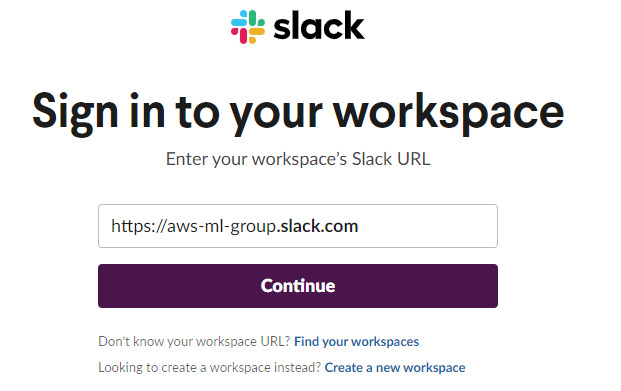 slack
Sign in to your workspace
Enter your workspace's Slack URL
https://aws-ml-group.slack.com
Continue
Don't know your workspace URL? Find your workspaces
Looking to create a workspace instead? Create a new workspace